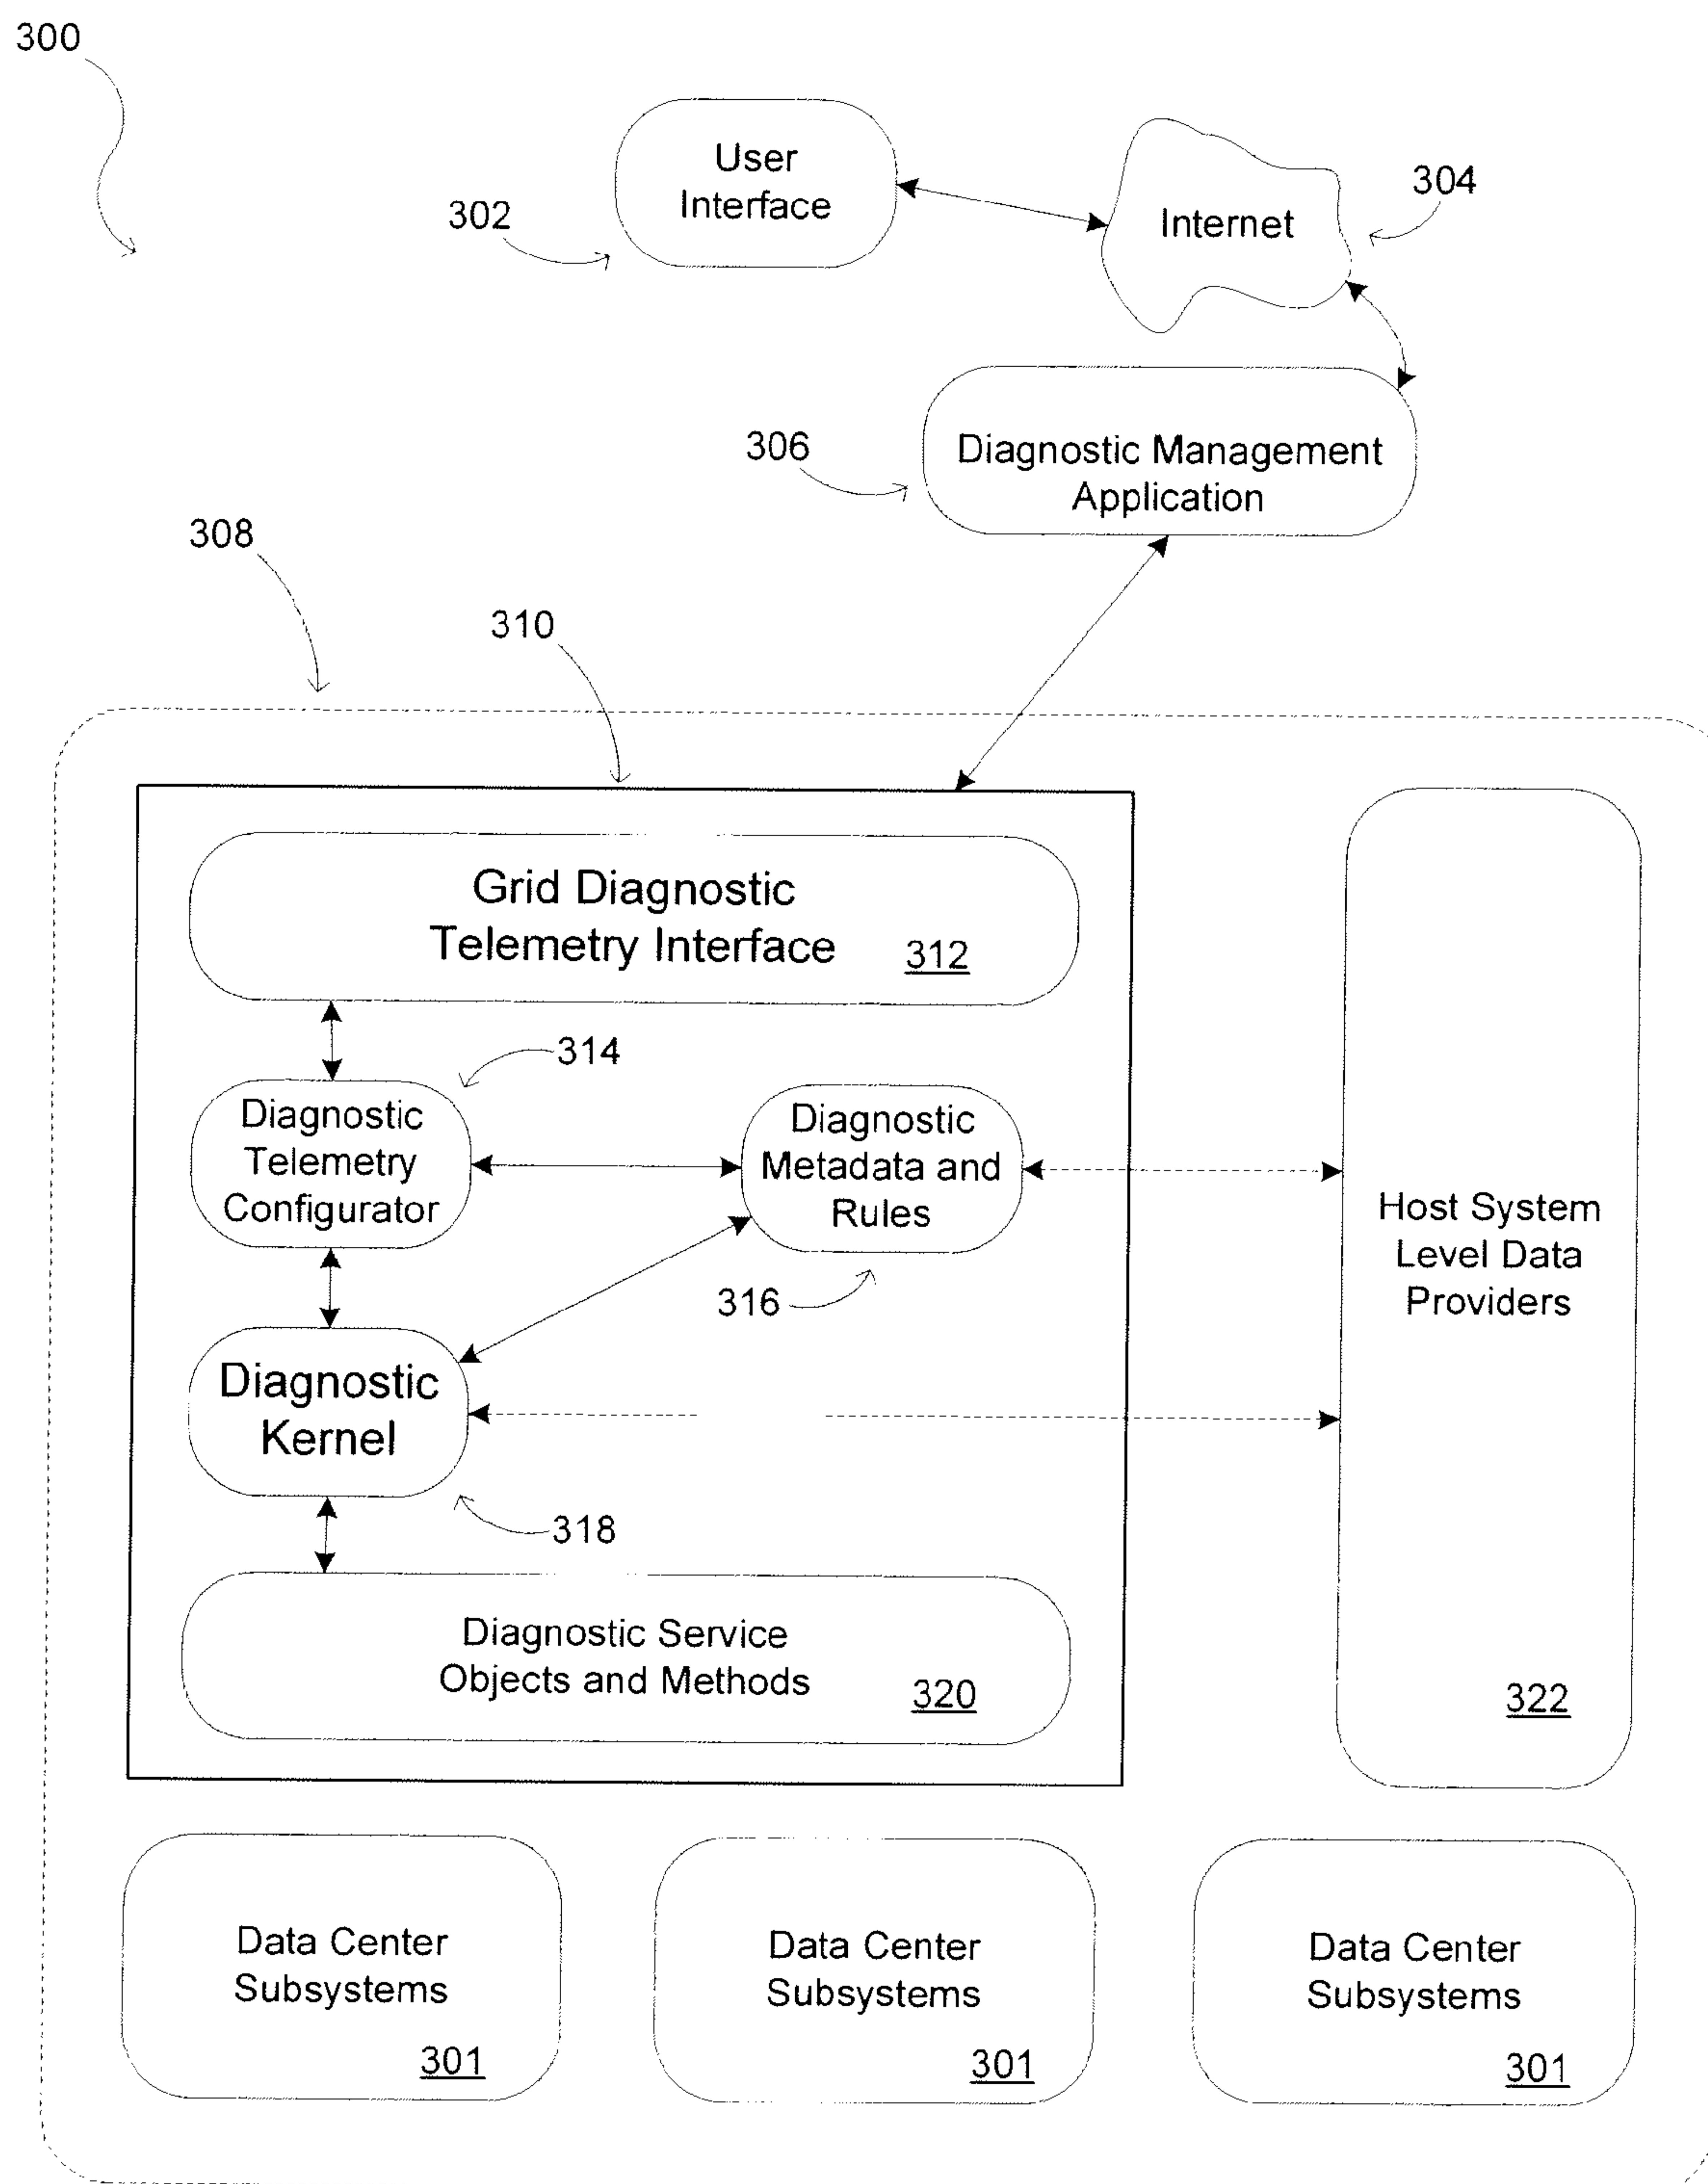 300
User
Interface
302
Internet
304
306
Diagnostic Management
Application
308
310
Grid Diagnostic
Telemetry Interface
312
314
Diagnostic
Telemetry
Configurator
Diagnostic
Metadata and
Rules
316
Host System
Level Data
Providers
Diagnostic
Kernel
318
Diagnostic Service
Objects and Methods
320
322
Data Center
Subsystems
301
Data Center
Subsystems
301
Data Center
Subsystems
301